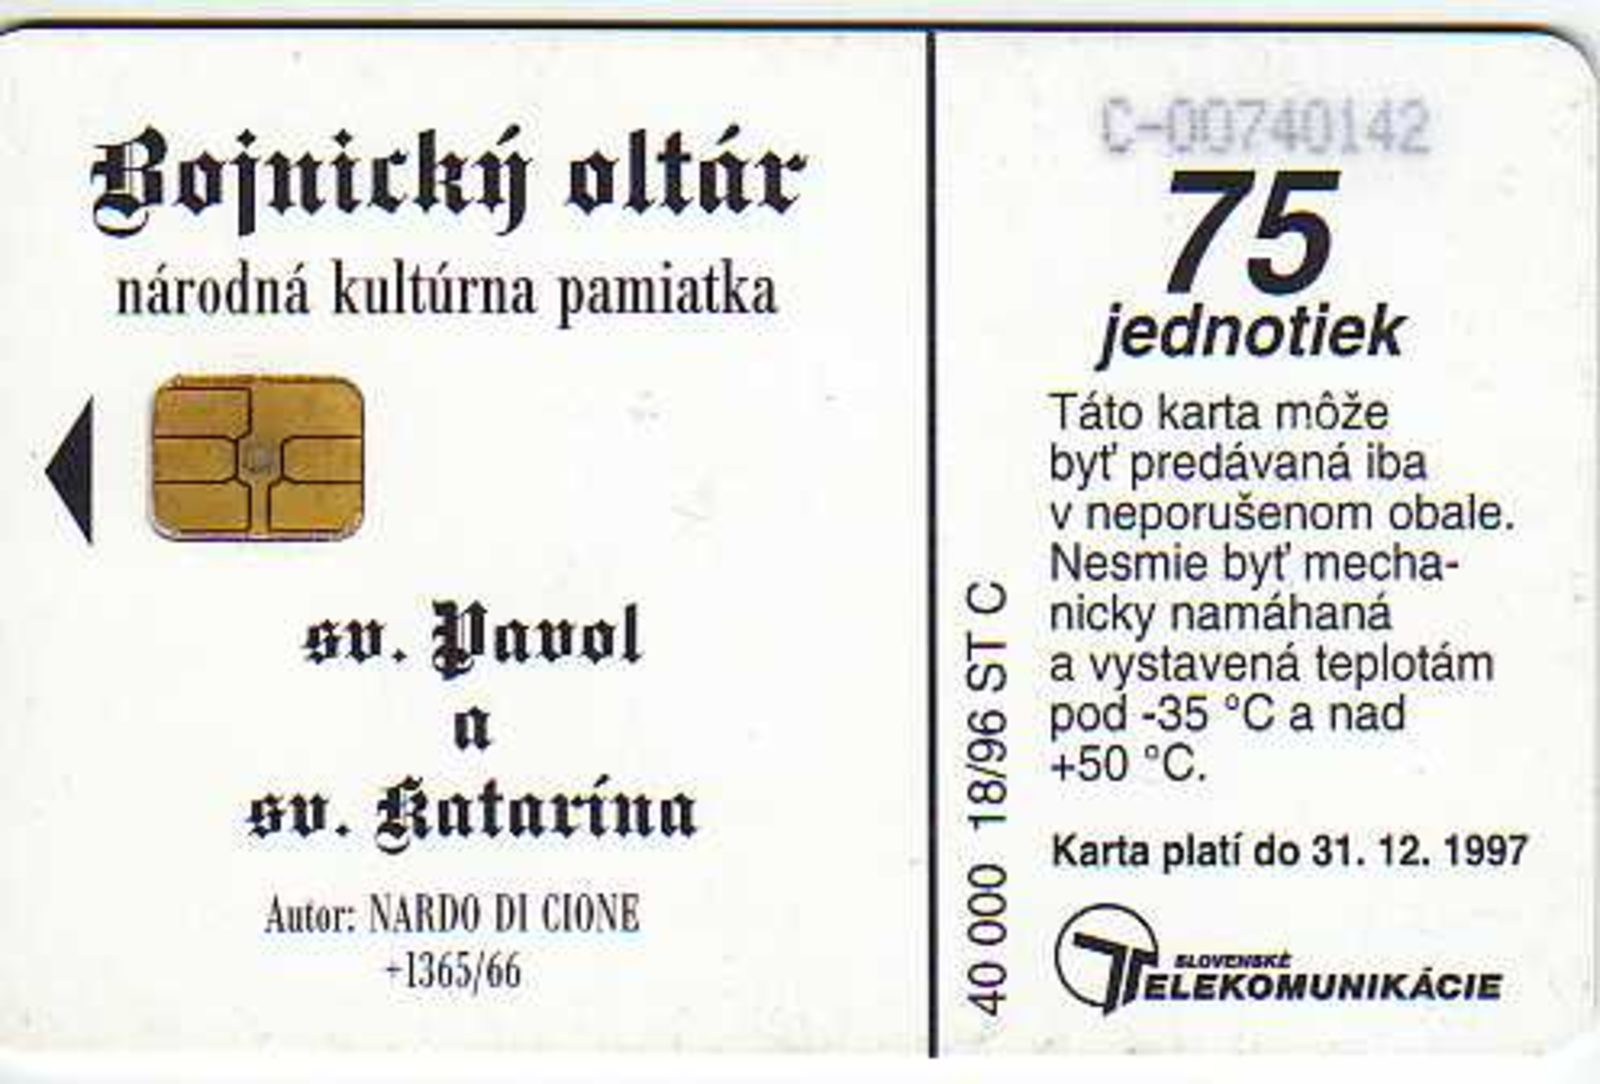 Bojnický oltár
národná kultúrna pamiatka
sv. Pavol
a
sv. Katarína
Autor: NARDO DI CIONE
+1365/66
40 000 18/96 ST C
C-00740142
75
jednotiek
Táto karta môže
byť predávaná iba
v neporušenom obale.
Nesmie byť mecha-
nicky namáhaná
a vystavená teplotám
pod -35 °C a nad
+50 °C.
Karta platí do 31. 12. 1997
SLOVENSKÉ
TELEKOMUNIKÁCIE